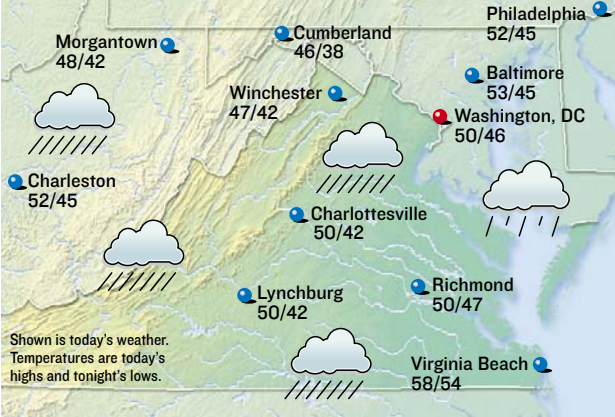 Philadelphia
52/45
Cumberland
46/38
Morgantown
48/42
Baltimore
53/45
Winchester
47/42
Washington, DC
50/46
Charleston
52/45
Charlottesville
50/42
Lynchburg
50/42
Richmond
50/47
Shown is today's weather.
Temperatures are today's
highs and tonight's lows.
Virginia Beach
58/54